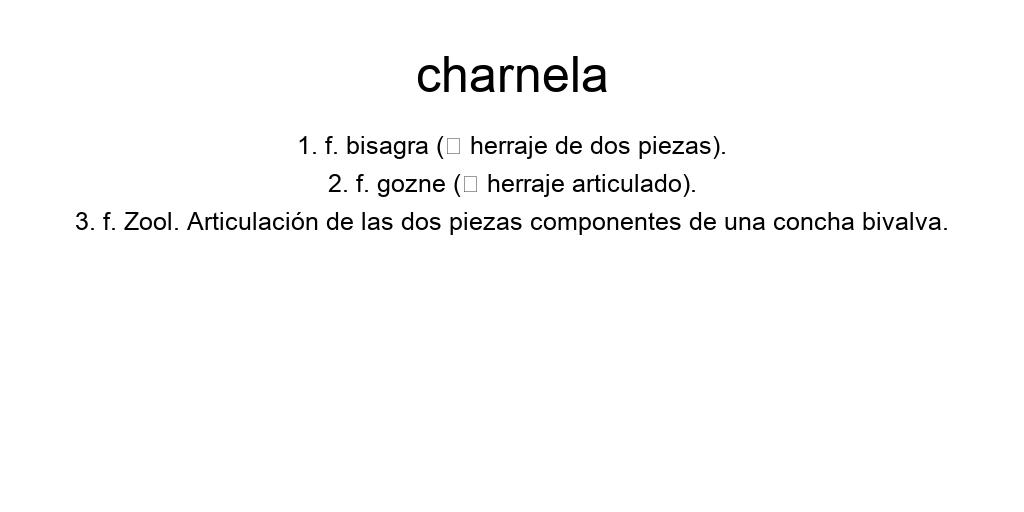 charnela
1. f. bisagra (□ herraje de dos piezas).
2. f. gozne (□ herraje articulado).
3. f. Zool. Articulación de las dos piezas componentes de una concha bivalva.